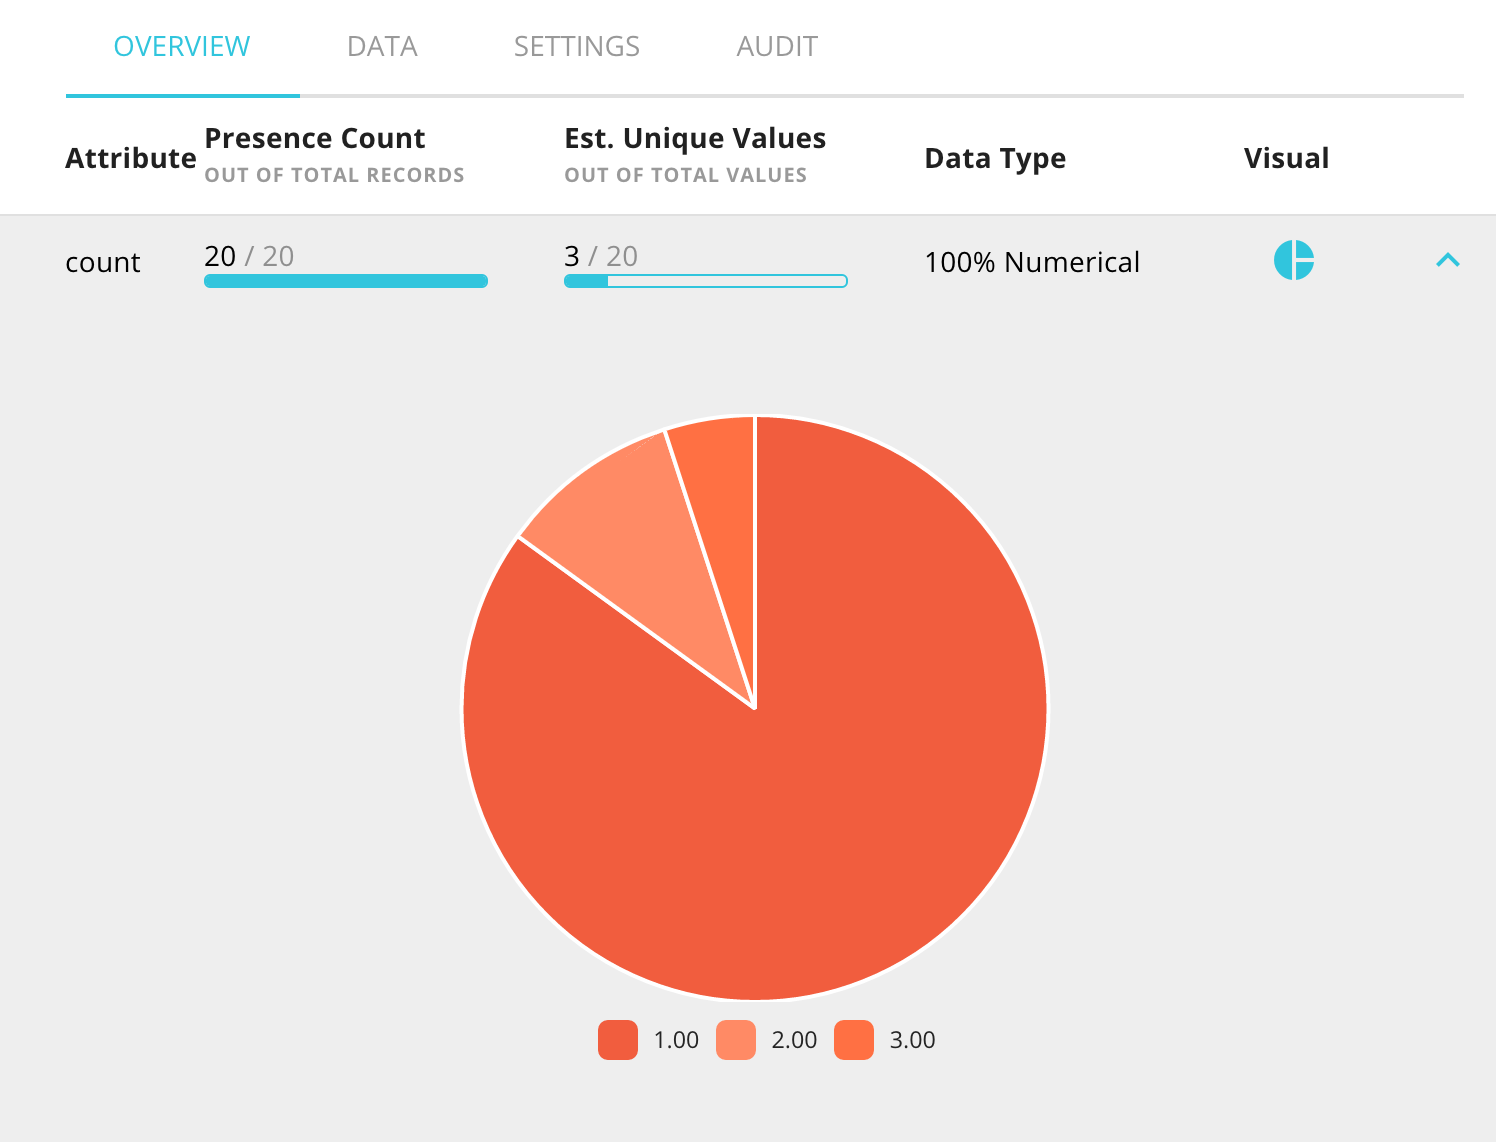 OVERVIEW DATA SETTINGS AUDIT
Attribute Presence Count Est. Unique Values Data Type Visual
OUT OF TOTAL RECORDS OUT OF TOTAL VALUES
count 20 / 20 3 / 20 100% Numerical
1.00 2.00 3.00